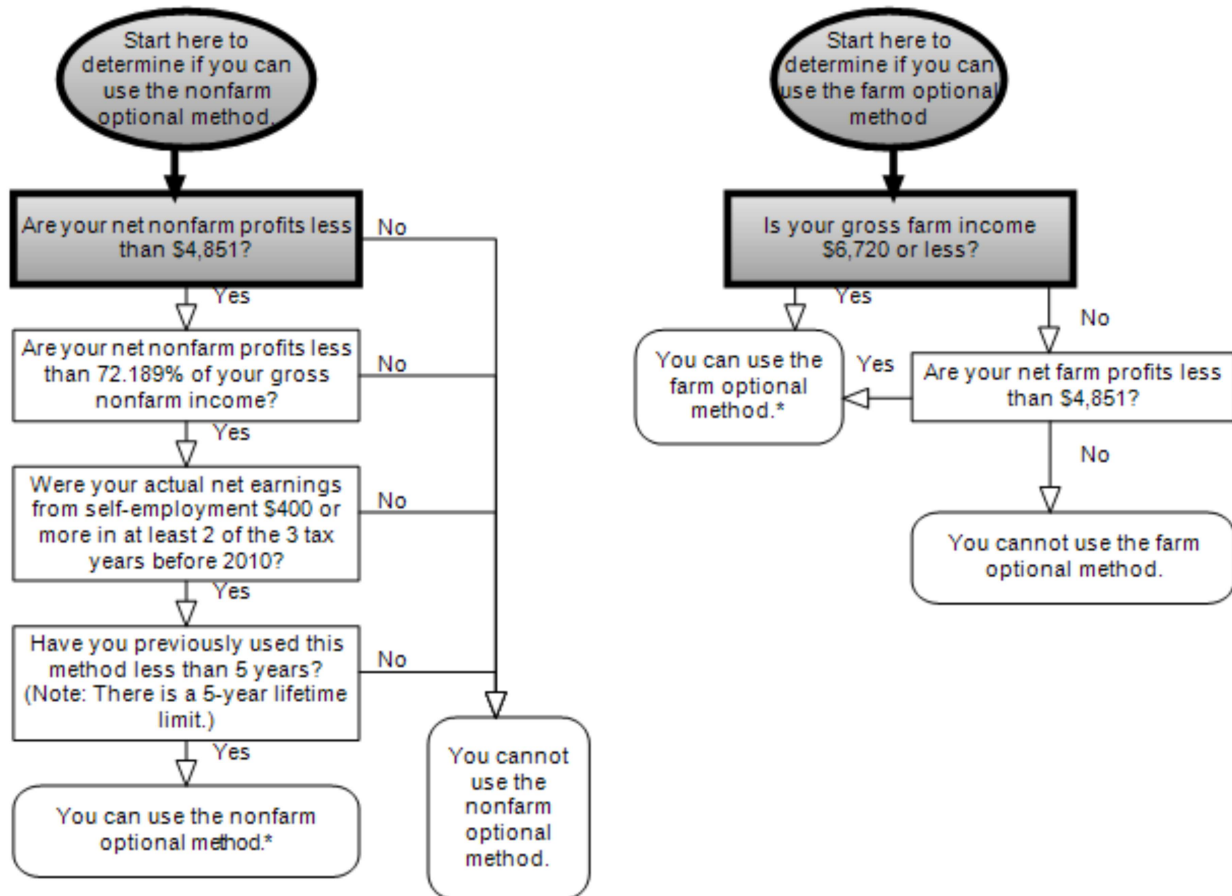 Start here to
determine if you can
use the nonfarm
optional method.
Are your net nonfarm profits less
than $4,851?
No
Yes
Are your net nonfarm profits less
than 72.189% of your gross
nonfarm income?
No
Yes
Were your actual net earnings
from self-employment $400 or
more in at least 2 of the 3 tax
years before 2010?
No
Yes
Have you previously used this
method less than 5 years?
(Note: There is a 5-year lifetime
limit.)
No
Yes
You can use the nonfarm
optional method.*
You cannot
use the
nonfarm
optional
method.
Start here to
determine if you can
use the farm optional
method
Is your gross farm income
$6,720 or less?
Yes
No
You can use the
farm optional
method.*
Yes
Are your net farm profits less
than $4,851?
No
You cannot use the farm
optional method.